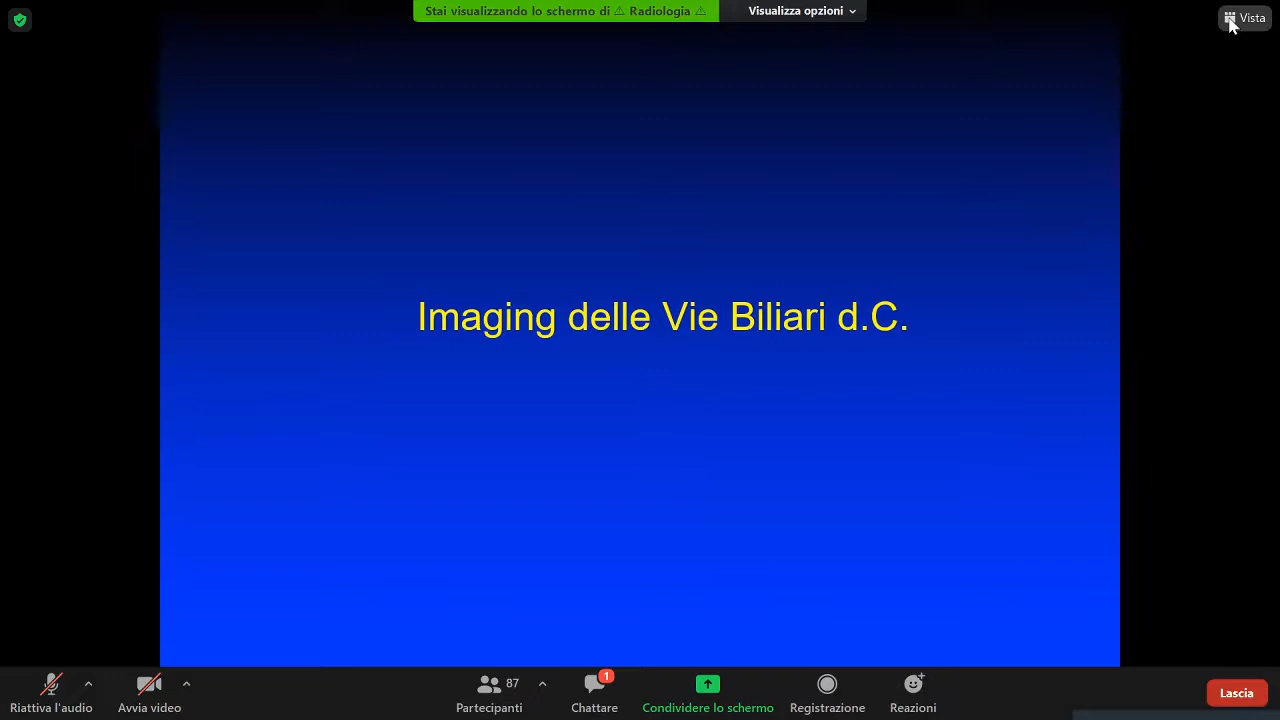 Stai visualizzando lo schermo di ⚠ Radiologia ⚠
Visualizza opzioni
Vista
Imaging delle Vie Biliari d.C.
Riattiva l'audio
Avvia video
87
Partecipanti
1
Chattare
Condividere lo schermo
Registrazione
Reazioni
Lascia